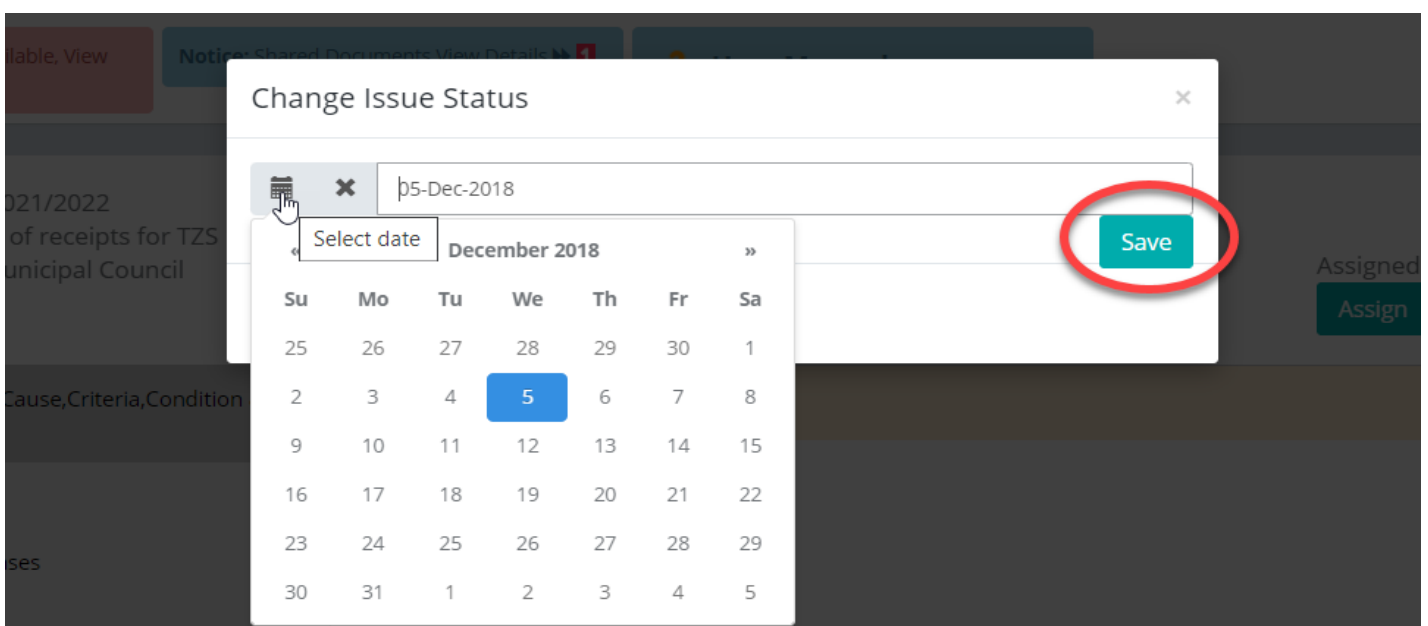 ilable, View
Notice: Shared Documents View Details 1
Change Issue Status ×
05-Dec-2018
021/2022
Select date
of receipts for TZS
« December 2018 »
Save
unicipal Council
Assigned
Su Mo Tu We Th Fr Sa
Assign
25 26 27 28 29 30 1
2 3 4 5 6 7 8
Cause,Criteria,Condition
9 10 11 12 13 14 15
16 17 18 19 20 21 22
23 24 25 26 27 28 29
ses
30 31 1 2 3 4 5